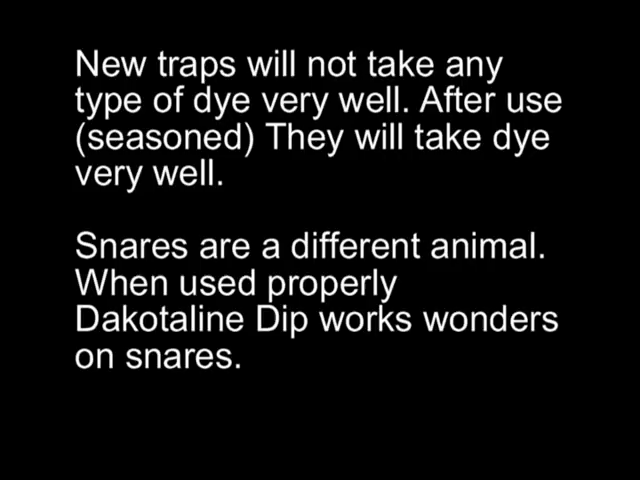 New traps will not take any
type of dye very well. After use
(seasoned) They will take dye
very well.
Snares are a different animal.
When used properly
Dakotaline Dip works wonders
on snares.